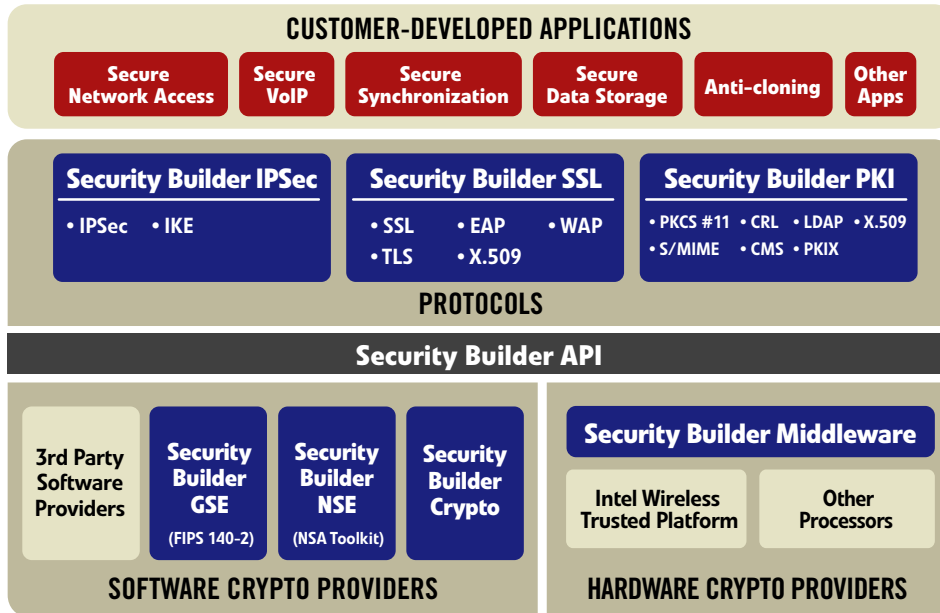 CUSTOMER-DEVELOPED APPLICATIONS
Secure
Network Access
Secure
VoIP
Secure
Synchronization
Secure
Data Storage
Anti-cloning
Other
Apps
Security Builder IPSec
• IPSec • IKE
Security Builder SSL
• SSL • EAP • WAP
• TLS • X.509
Security Builder PKI
• PKCS #11 • CRL • LDAP • X.509
• S/MIME • CMS • PKIX
PROTOCOLS
Security Builder API
3rd Party
Software
Providers
Security
Builder
GSE
(FIPS 140-2)
Security
Builder
NSE
(NSA Toolkit)
Security
Builder
Crypto
SOFTWARE CRYPTO PROVIDERS
Security Builder Middleware
Intel Wireless
Trusted Platform
Other
Processors
HARDWARE CRYPTO PROVIDERS